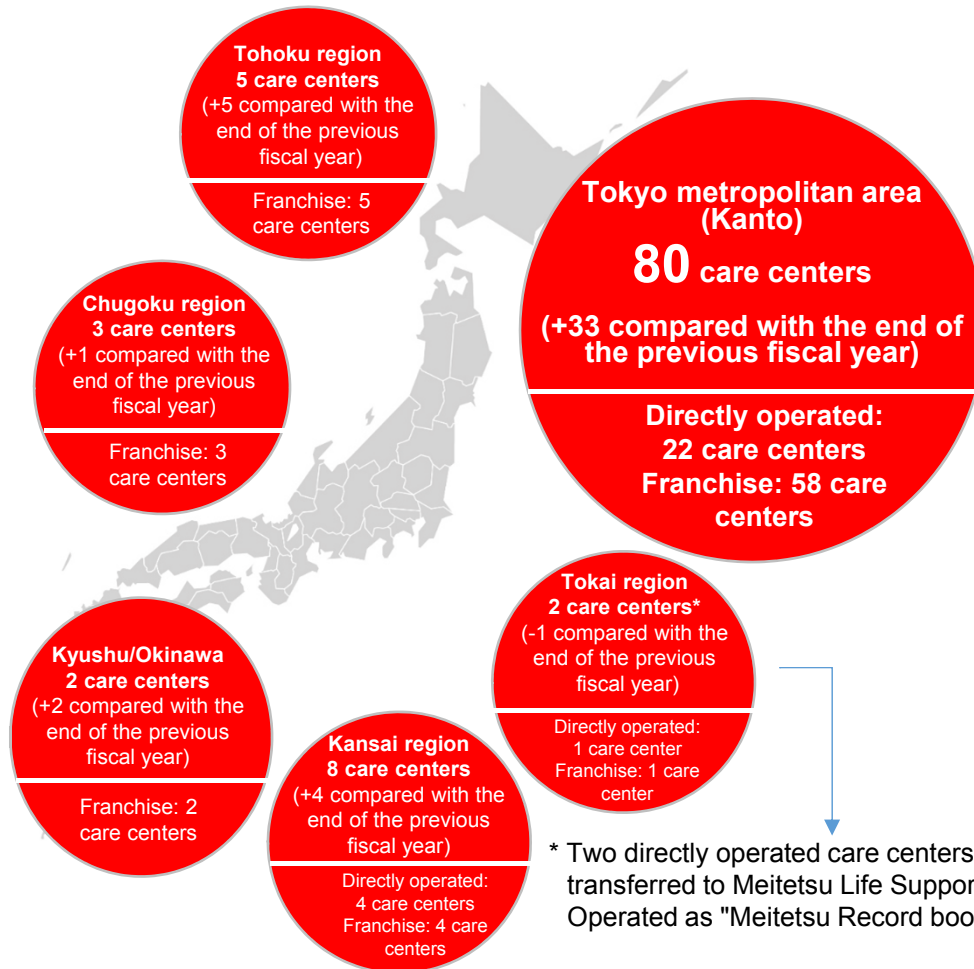 Tohoku region
5 care centers
(+5 compared with the
end of the previous
fiscal year)
Franchise: 5
care centers
Tokyo metropolitan area
(Kanto)
80 care centers
(+33 compared with the end of
the previous fiscal year)
Directly operated:
22 care centers
Franchise: 58 care
centers
Chugoku region
3 care centers
(+1 compared with the
end of the previous
fiscal year)
Franchise: 3
care centers
Tokai region
2 care centers*
(-1 compared with the
end of the previous
fiscal year)
Directly operated:
1 care center
Franchise: 1 care
center
Kyushu/Okinawa
2 care centers
(+2 compared with the
end of the previous
fiscal year)
Franchise: 2
care centers
Kansai region
8 care centers
(+4 compared with the
end of the previous
fiscal year)
Directly operated:
4 care centers
Franchise: 4 care
centers
* Two directly operated care centers
transferred to Meitetsu Life Suppor
Operated as "Meitetsu Record boo